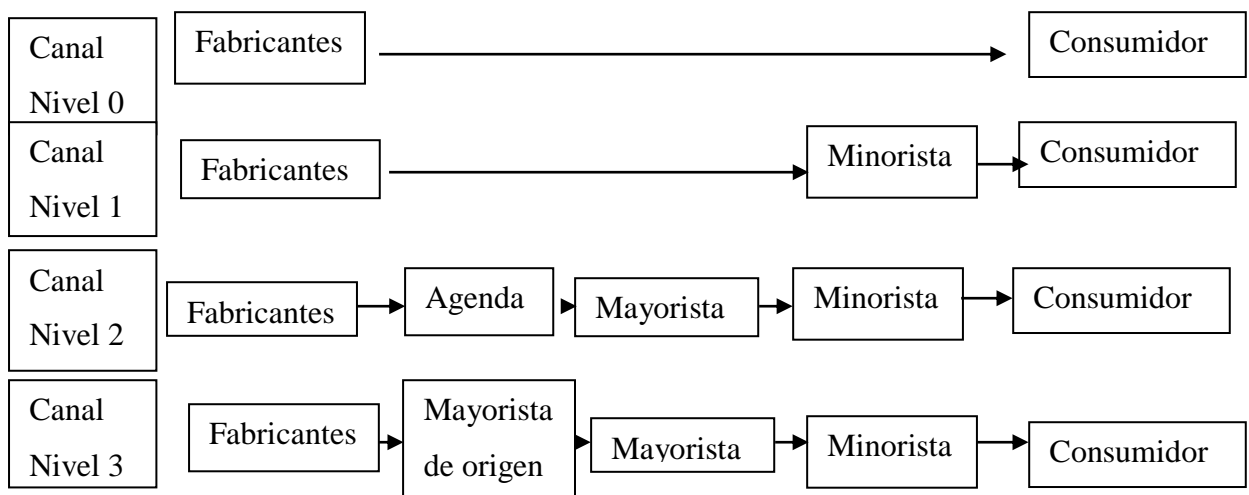 Canal
Nivel 0
Fabricantes
Consumidor
Canal
Nivel 1
Fabricantes
Minorista
Consumidor
Canal
Nivel 2
Fabricantes
Agenda
Mayorista
Minorista
Consumidor
Canal
Nivel 3
Fabricantes
Mayorista
de origen
Mayorista
Minorista
Consumidor